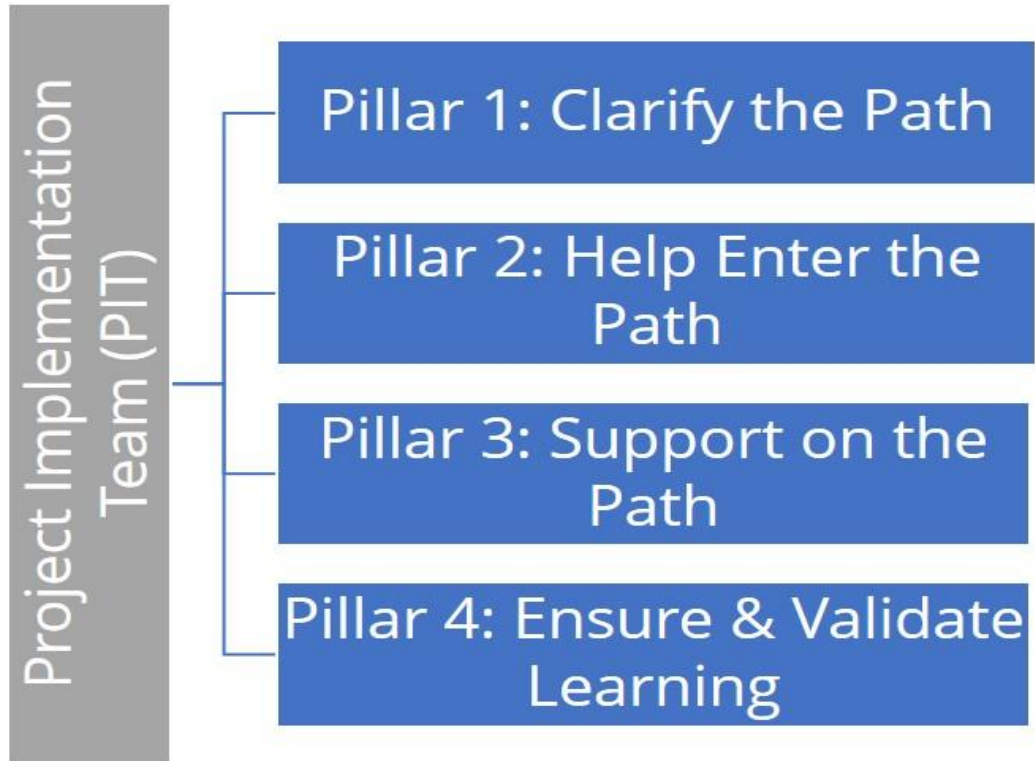 Project Implementation
Team (PIT)
Pillar 1: Clarify the Path
Pillar 2: Help Enter the
Path
Pillar 3: Support on the
Path
Pillar 4: Ensure & Validate
Learning